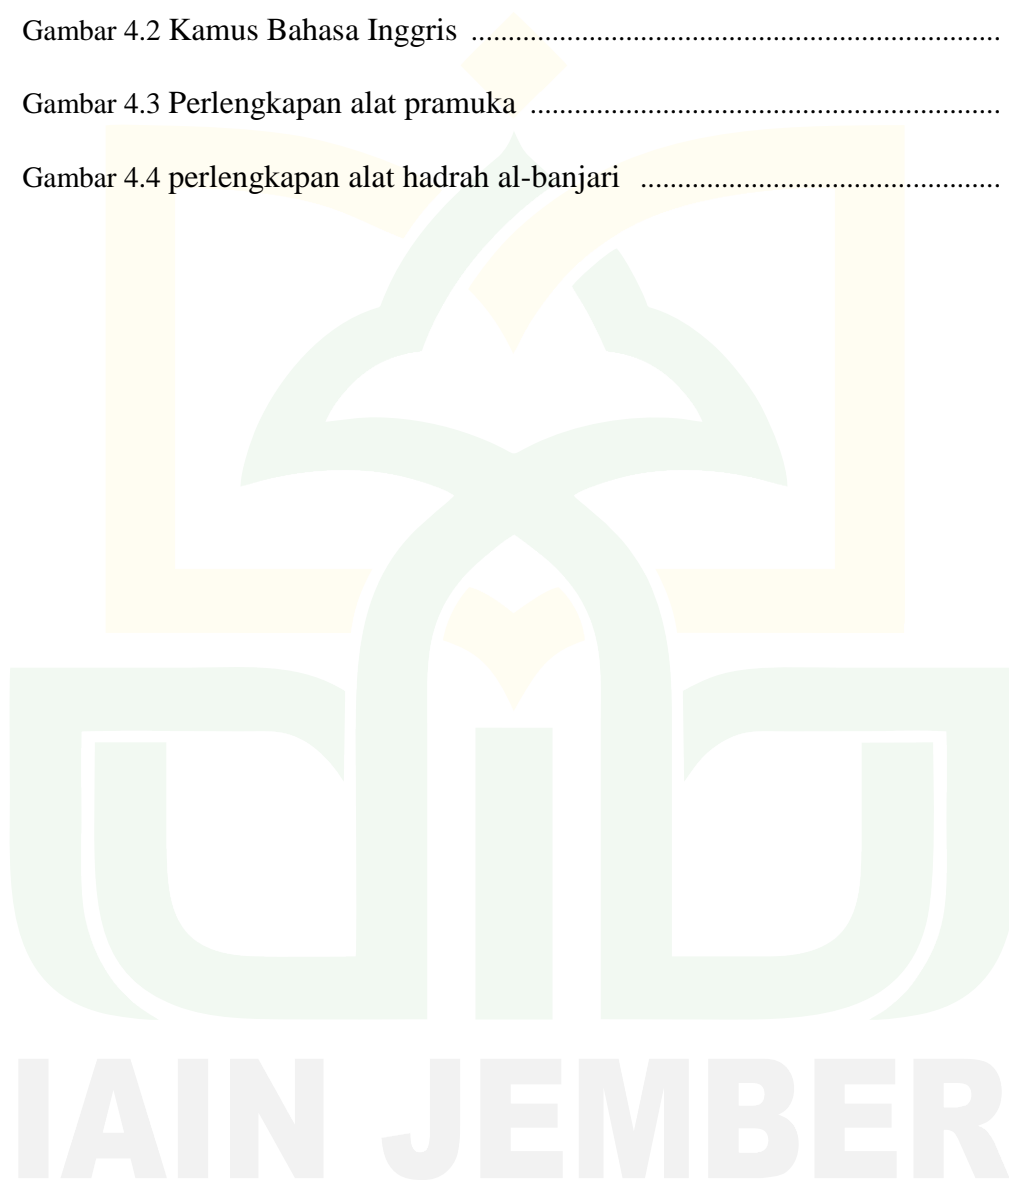 Gambar 4.2 Kamus Bahasa Inggris .......................................................................
Gambar 4.3 Perlengkapan alat pramuka ...............................................................
Gambar 4.4 perlengkapan alat hadrah al-banjari ................................................
IAIN JEMBER